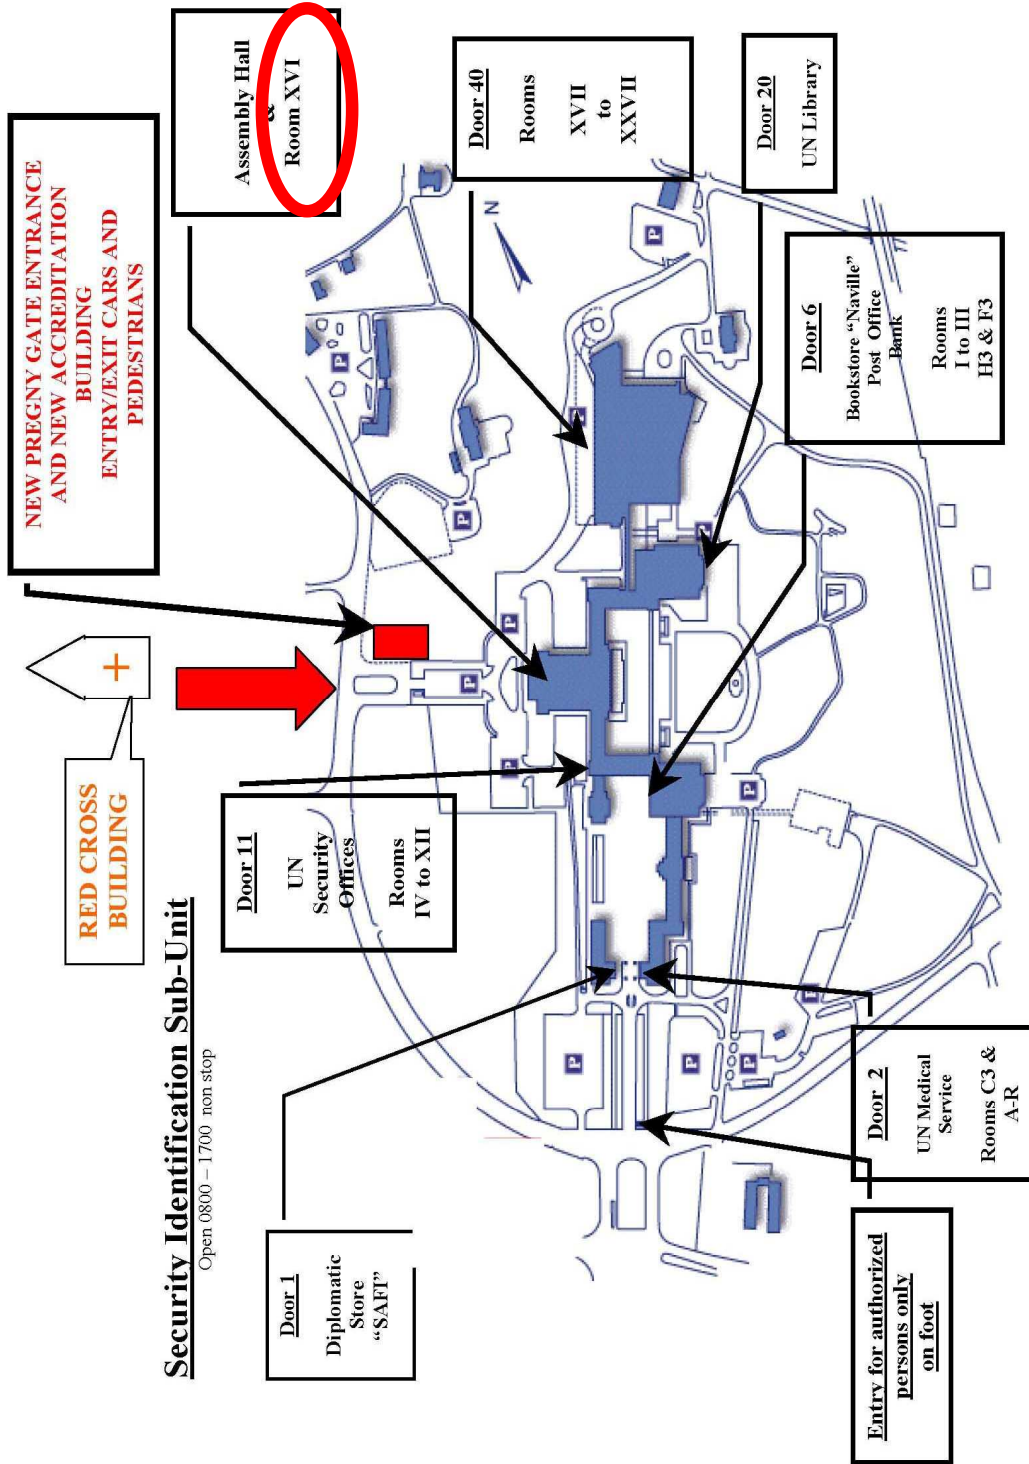 Security Identification Sub-Unit
Open 0800 – 1700 non stop
RED CROSS
BUILDING
NEW PREGNY GATE ENTRANCE
AND NEW ACCREDITATION
BUILDING
ENTRY/EXIT CARS AND
PEDESTRIANS
Door 1
Diplomatic
Store
“SAFI”
Door 11
UN
Security
Offices
Rooms
IV to XII
Assembly Hall
&
Room XVI
Door 40
Rooms
XVII
to
XXVII
Door 20
UN Library
Door 6
Bookstore “Naville”
Post Office
Bank
Rooms
I to III
H3 & F3
Door 2
UN Medical
Service
Rooms C3 &
A-R
Entry for authorized
persons only
on foot
N
P
P
P
P
P
P
P
P
P
P
P
P
P
P